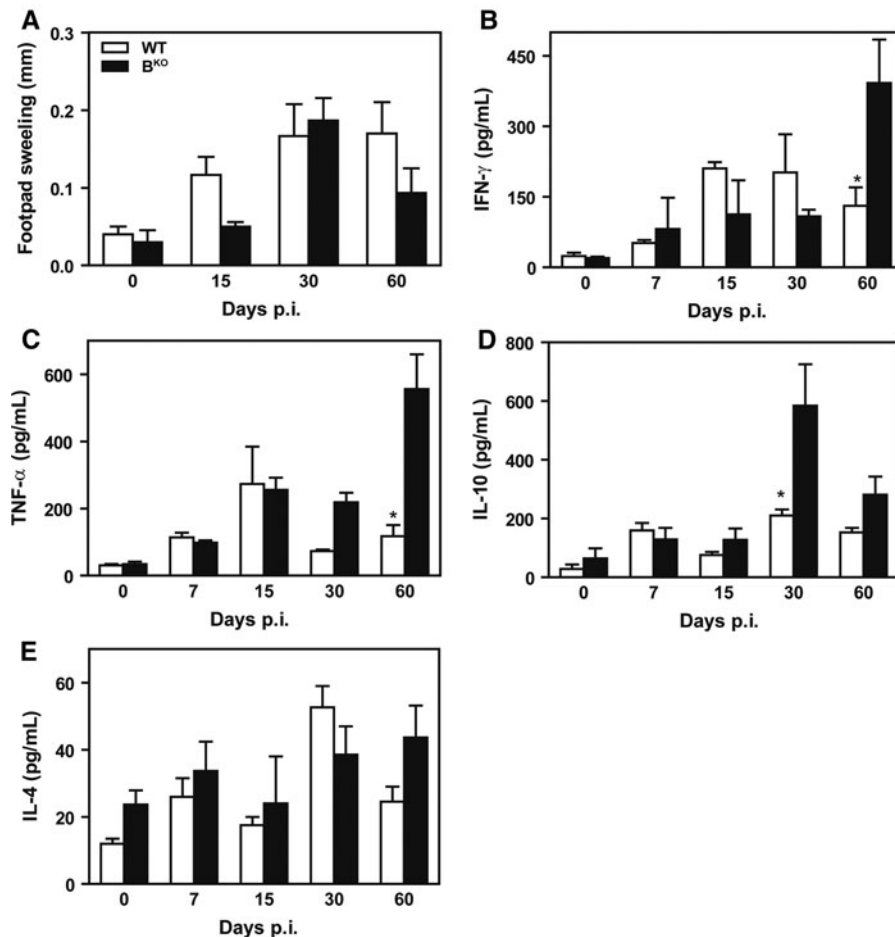 A
Footpad sweeling (mm)
0.3
0.2
0.1
0.0
WT
B^KO
0 15 30 60
Days p.i.
B
IFN-γ (pg/mL)
450
300
150
0
*
0 7 15 30 60
Days p.i.
C
TNF-α (pg/mL)
600
400
200
0
*
0 7 15 30 60
Days p.i.
D
IL-10 (pg/mL)
800
600
400
200
0
*
0 7 15 30 60
Days p.i.
E
IL-4 (pg/mL)
60
40
20
0
0 7 15 30 60
Days p.i.